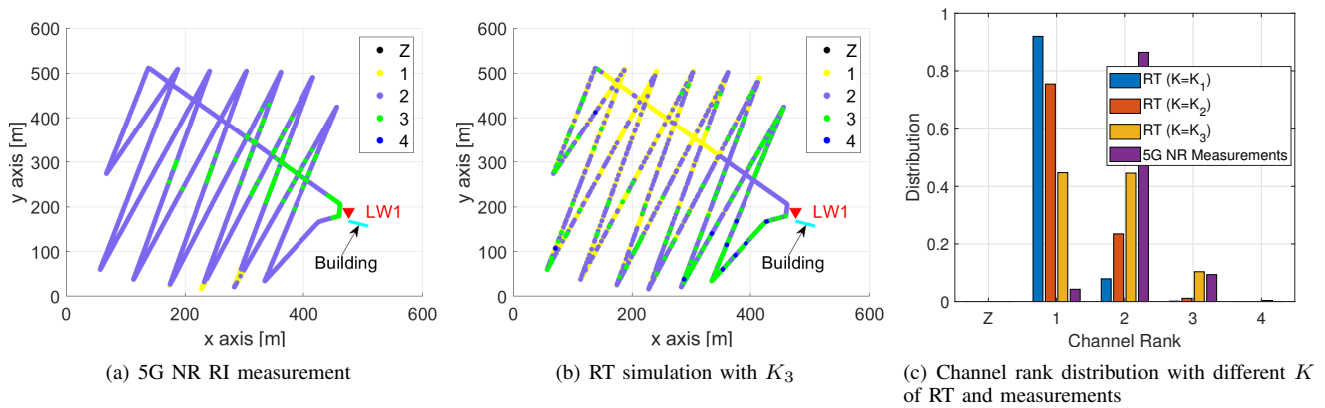 600
500
400
300
200
100
0
0
200
400
600
y axis [m]
x axis [m]
Z
1
2
3
4
LW1
Building
(a) 5G NR RI measurement
600
500
400
300
200
100
0
0
200
400
600
y axis [m]
x axis [m]
Z
1
2
3
4
LW1
Building
(b) RT simulation with K₃
1
0.8
0.6
0.4
0.2
0
Z
1
2
3
4
Distribution
Channel Rank
RT (K=K₁)
RT (K=K₂)
RT (K=K₃)
5G NR Measurements
(c) Channel rank distribution with different K
of RT and measurements